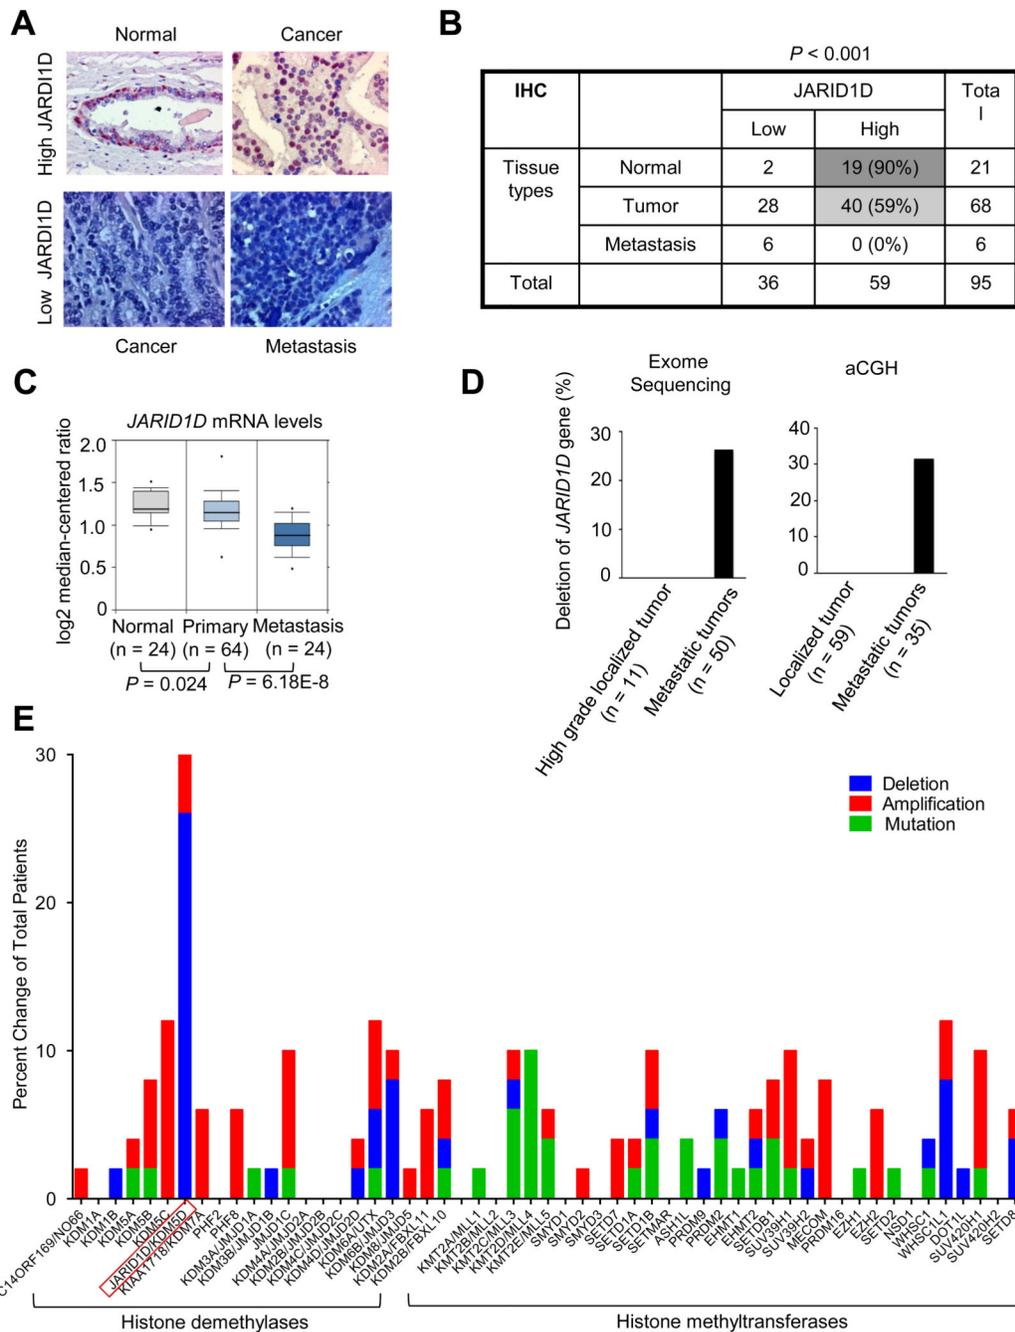 A
Normal
Cancer
High JARDI1D
Low JARDI1D
Cancer
Metastasis
B
P < 0.001
IHC
JARID1D
Tota
l
Low
High
Tissue
types
Normal
2
19 (90%)
21
Tumor
28
40 (59%)
68
Metastasis
6
0 (0%)
6
Total
36
59
95
C
JARID1D mRNA levels
log2 median-centered ratio
2.0
1.5
1.0
0.5
0
Normal
(n = 24)
Primary
(n = 64)
Metastasis
(n = 24)
P = 0.024
P = 6.18E-8
D
Deletion of JARID1D gene (%)
Exome
Sequencing
30
20
10
0
High grade localized tumor
(n = 11)
Metastatic tumors
(n = 50)
aCGH
40
30
20
10
0
Localized tumor
(n = 59)
Metastatic tumors
(n = 35)
E
Percent Change of Total Patients
30
20
10
0
Deletion
Amplification
Mutation
C14ORF169/NO66
KDM1A
KDM1B
KDM5A
KDM5B
KDM5C
JARID1D/KDM5D
KIAA1718/KDM7A
PHF2
PHF8
KDM3A/JMJD1A
KDM3B/JMJD1B
JMJD1C
KDM4A/JMJD2A
KDM2B/JMJD2B
KDM4C/JMJD2C
KDM4D/JMJD2D
KDM6A/UTX
KDM6B/JMJD3
KDM8/JMJD5
KDM2A/FBXL11
KDM2B/FBXL10
KMT2A/MLL1
KMT2B/MLL2
KMT2C/MLL3
KMT2D/MLL4
KMT2E/MLL5
SMYD1
SMYD2
SMYD3
SETD7
SETD1A
SETD1B
SETMAR
ASH1L
PRDM9
PRDM2
EHMT1
EHMT2
SETDB1
SUV39H1
SUV39H2
MECOM
PRDM16
EZH1
EZH2
SETD2
NSD1
WHSC1
WHSC1L1
DOT1L
SUV420H1
SUV420H2
SETD8
Histone demethylases
Histone methyltransferases